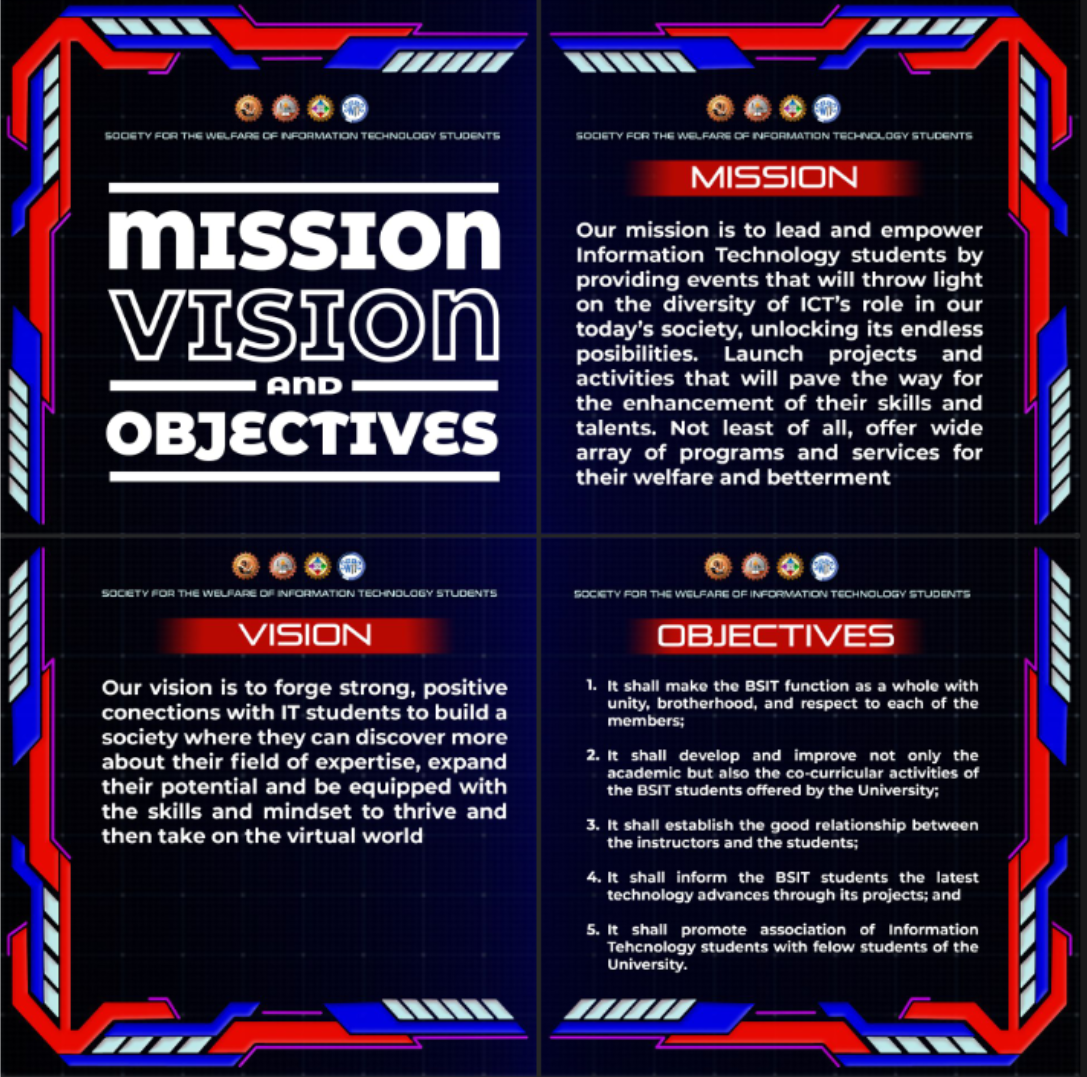 SOCIETY FOR THE WELFARE OF INFORMATION TECHNOLOGY STUDENTS
MISSION
VISION
AND
OBJECTIVES
SOCIETY FOR THE WELFARE OF INFORMATION TECHNOLOGY STUDENTS
MISSION
Our mission is to lead and empower
Information Technology students by
providing events that will throw light
on the diversity of ICT's role in our
today's society, unlocking its endless
posibilities. Launch projects and
activities that will pave the way for
the enhancement of their skills and
talents. Not least of all, offer wide
array of programs and services for
their welfare and betterment
SOCIETY FOR THE WELFARE OF INFORMATION TECHNOLOGY STUDENTS
VISION
Our vision is to forge strong, positive
conections with IT students to build a
society where they can discover more
about their field of expertise, expand
their potential and be equipped with
the skills and mindset to thrive and
then take on the virtual world
SOCIETY FOR THE WELFARE OF INFORMATION TECHNOLOGY STUDENTS
OBJECTIVES
1. It shall make the BSIT function as a whole with
unity, brotherhood, and respect to each of the
members;
2. It shall develop and improve not only the
academic but also the co-curricular activities of
the BSIT students offered by the University;
3. It shall establish the good relationship between
the instructors and the students;
4. It shall inform the BSIT students the latest
technology advances through its projects; and
5. It shall promote association of Information
Tehcnology students with felow students of the
University.